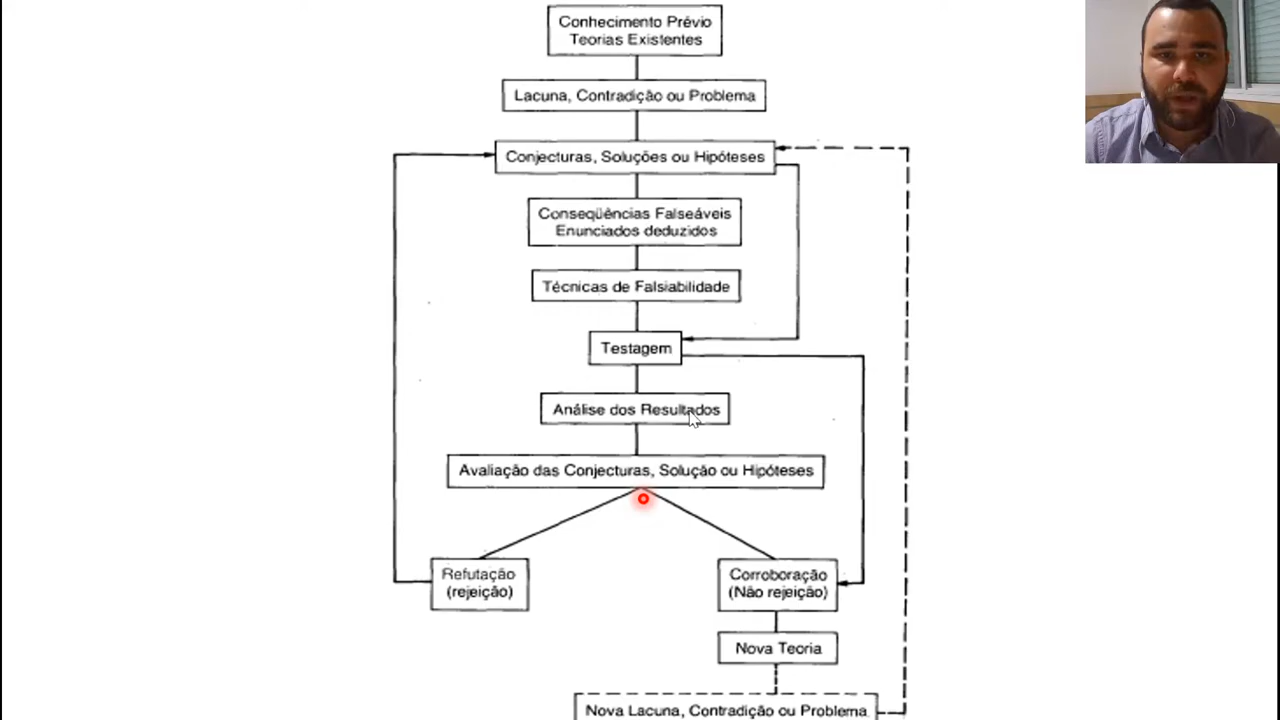 Conhecimento Prévio
Teorias Existentes
Lacuna, Contradição ou Problema
Conjecturas, Soluções ou Hipóteses
Conseqüências Falseáveis
Enunciados deduzidos
Técnicas de Falsiabilidade
Testagem
Análise dos Resultados
Avaliação das Conjecturas, Solução ou Hipóteses
Refutação
(rejeição)
Corroboração
(Não rejeição)
Nova Teoria
Nova Lacuna, Contradição ou Problema